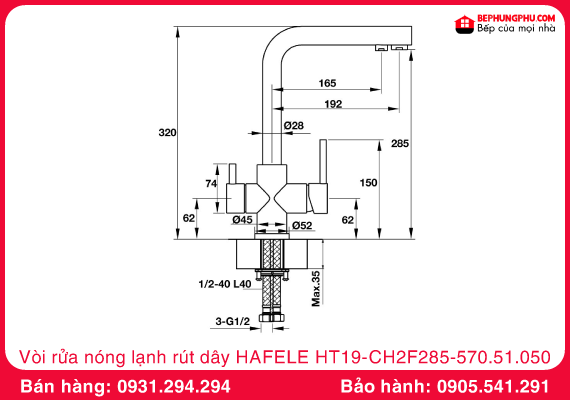 BEPHUNGPHU.COM
Bếp của mọi nhà
165
192
320
Ø28
285
74
150
62
Ø45
Ø52
62
1/2-40 L40
Max.35
3-G1/2
Vòi rửa nóng lạnh rút dây HAFELE HT19-CH2F285-570.51.050
Bán hàng: 0931.294.294
Bảo hành: 0905.541.291